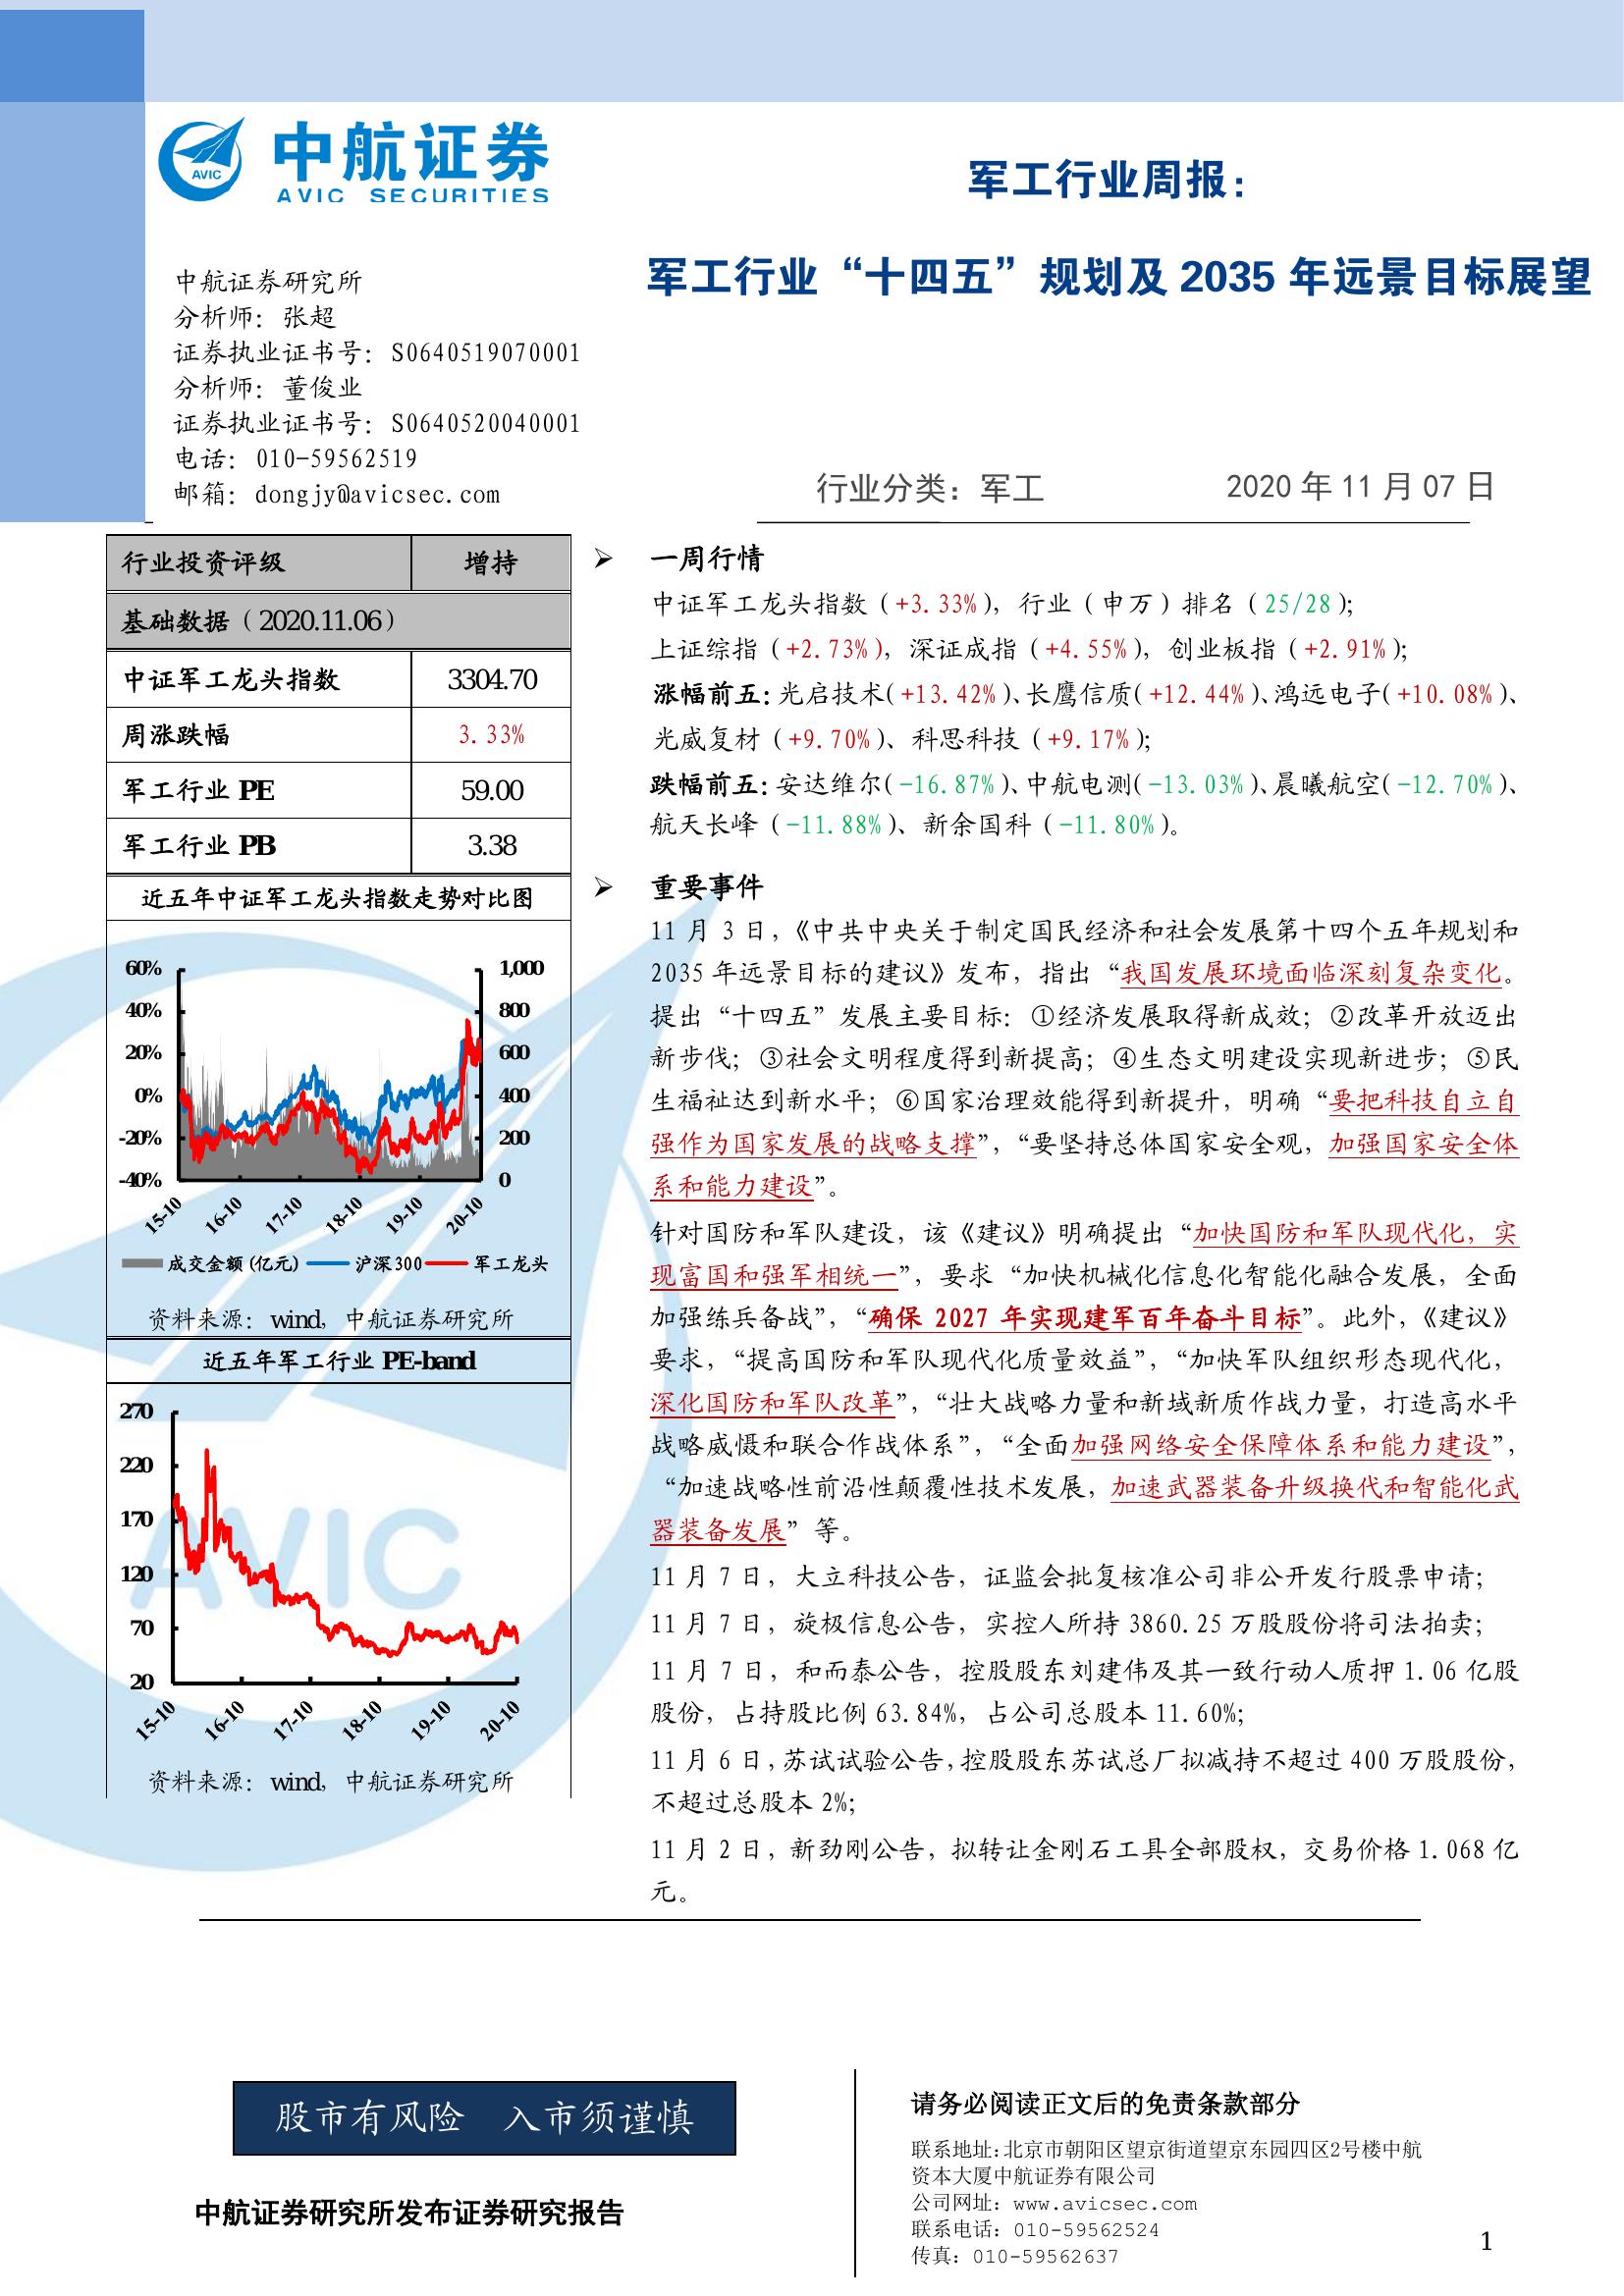 中航证券
AVIC SECURITIES
AVIC
军工行业周报：
军工行业“十四五”规划及 2035 年远景目标展望
中航证券研究所
分析师：张超
证券执业证书号：S0640519070001
分析师：董俊业
证券执业证书号：S0640520040001
电话：010-59562519
邮箱：dongjy@avicsec.com
行业分类：军工
2020 年 11 月 07 日
行业投资评级 增持
基础数据（2020.11.06）
中证军工龙头指数 3304.70
周涨跌幅 3.33%
军工行业 PE 59.00
军工行业 PB 3.38
近五年中证军工龙头指数走势对比图
60% 1,000
40% 800
20% 600
0% 400
-20% 200
-40% 0
15-10 16-10 17-10 18-10 19-10 20-10
成交金额(亿元) 沪深300 军工龙头
资料来源：wind，中航证券研究所
近五年军工行业 PE-band
270
220
170
120
70
20
15-10 16-10 17-10 18-10 19-10 20-10
AVIC
资料来源：wind，中航证券研究所
➢ 一周行情
中证军工龙头指数（+3.33%），行业（申万）排名（25/28）；
上证综指（+2.73%），深证成指（+4.55%），创业板指（+2.91%）；
涨幅前五：光启技术(+13.42%)、长鹰信质(+12.44%)、鸿远电子(+10.08%)、
光威复材（+9.70%）、科思科技（+9.17%）；
跌幅前五：安达维尔(-16.87%)、中航电测(-13.03%)、晨曦航空(-12.70%)、
航天长峰（-11.88%）、新余国科（-11.80%）。
➢ 重要事件
11 月 3 日，《中共中央关于制定国民经济和社会发展第十四个五年规划和
2035 年远景目标的建议》发布，指出“我国发展环境面临深刻复杂变化。
提出“十四五”发展主要目标：①经济发展取得新成效；②改革开放迈出
新步伐；③社会文明程度得到新提高；④生态文明建设实现新进步；⑤民
生福祉达到新水平；⑥国家治理效能得到新提升，明确“要把科技自立自
强作为国家发展的战略支撑”，“要坚持总体国家安全观，加强国家安全体
系和能力建设”。
针对国防和军队建设，该《建议》明确提出“加快国防和军队现代化，实
现富国和强军相统一”，要求“加快机械化信息化智能化融合发展，全面
加强练兵备战”，“确保 2027 年实现建军百年奋斗目标”。此外，《建议》
要求，“提高国防和军队现代化质量效益”，“加快军队组织形态现代化，
深化国防和军队改革”，“壮大战略力量和新域新质作战力量，打造高水平
战略威慑和联合作战体系”，“全面加强网络安全保障体系和能力建设”，
“加速战略性前沿性颠覆性技术发展，加速武器装备升级换代和智能化武
器装备发展”等。
11 月 7 日，大立科技公告，证监会批复核准公司非公开发行股票申请；
11 月 7 日，旋极信息公告，实控人所持 3860.25 万股股份将司法拍卖；
11 月 7 日，和而泰公告，控股股东刘建伟及其一致行动人质押 1.06 亿股
股份，占持股比例 63.84%，占公司总股本 11.60%；
11 月 6 日，苏试试验公告，控股股东苏试总厂拟减持不超过 400 万股股份，
不超过总股本 2%；
11 月 2 日，新劲刚公告，拟转让金刚石工具全部股权，交易价格 1.068 亿
元。
股市有风险 入市须谨慎
中航证券研究所发布证券研究报告
请务必阅读正文后的免责条款部分
联系地址：北京市朝阳区望京街道望京东园四区2号楼中航
资本大厦中航证券有限公司
公司网址：www.avicsec.com
联系电话：010-59562524
传真：010-59562637
1